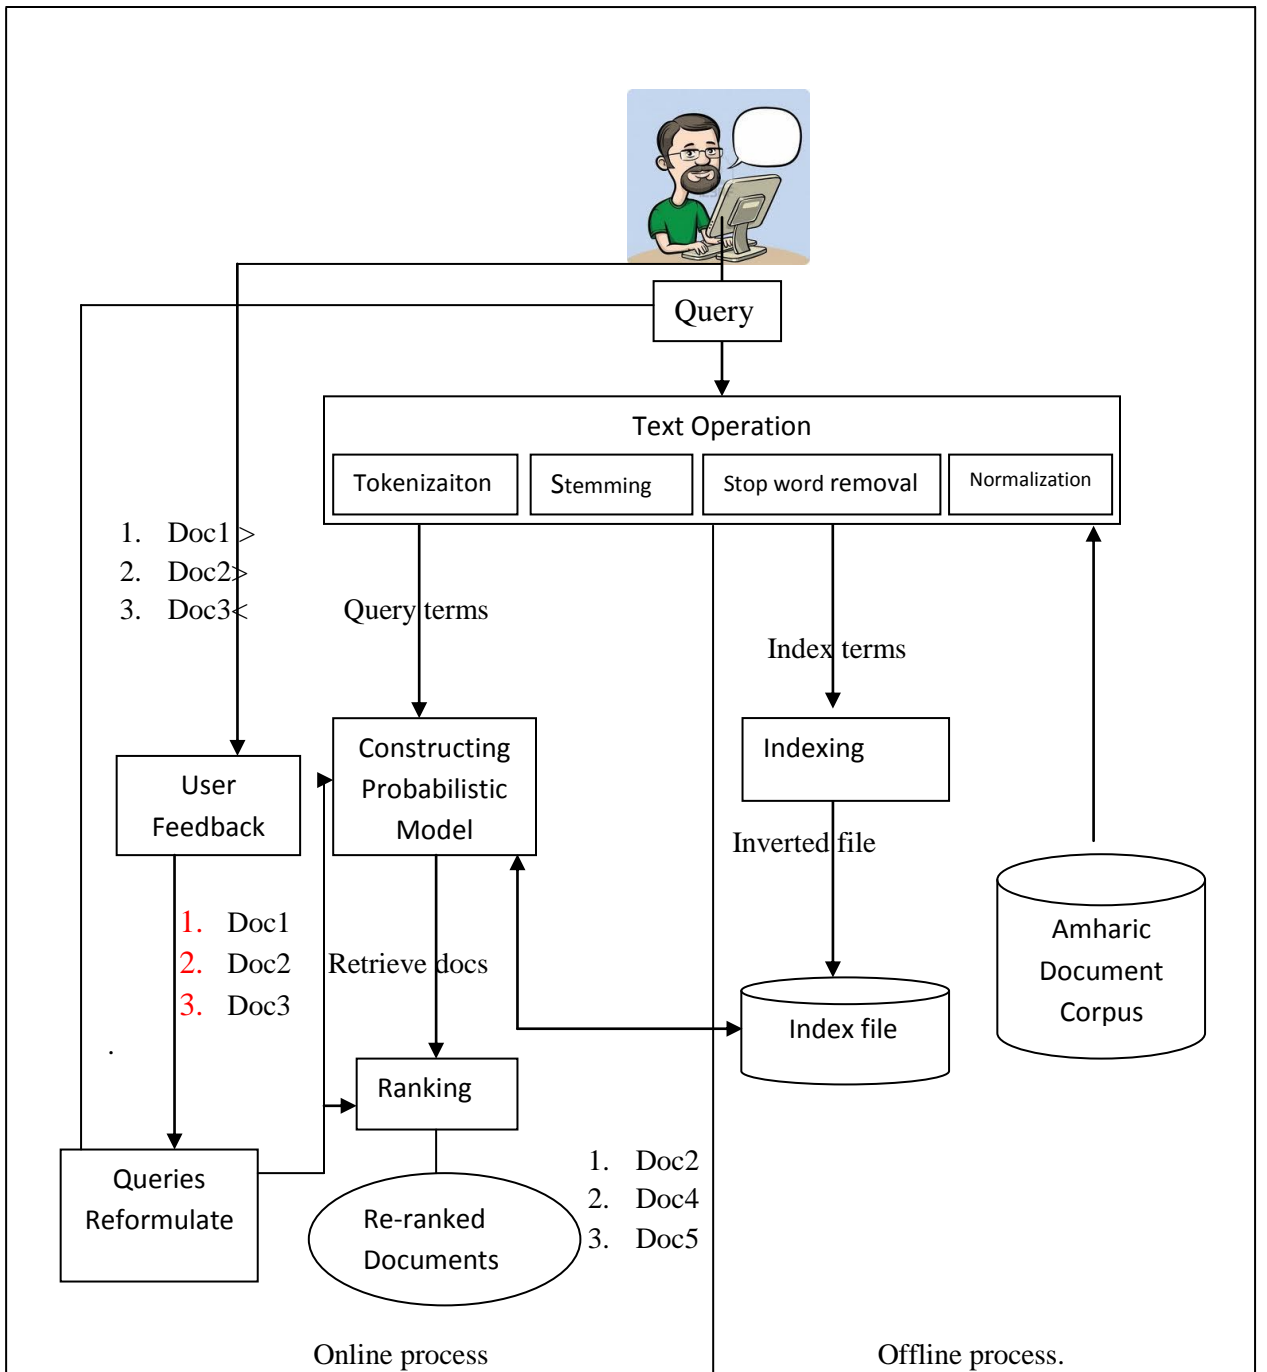 Query
Text Operation
Tokenizaiton
Stemming
Stop word removal
Normalization
1. Doc1 >
2. Doc2>
3. Doc3<
Query terms
Index terms
Constructing
Probabilistic
Model
Indexing
User
Feedback
Inverted file
1. Doc1
2. Doc2
3. Doc3
Retrieve docs
Amharic
Document
Corpus
Index file
.
Ranking
Queries
Reformulate
1. Doc2
2. Doc4
3. Doc5
Re-ranked
Documents
Online process
Offline process.